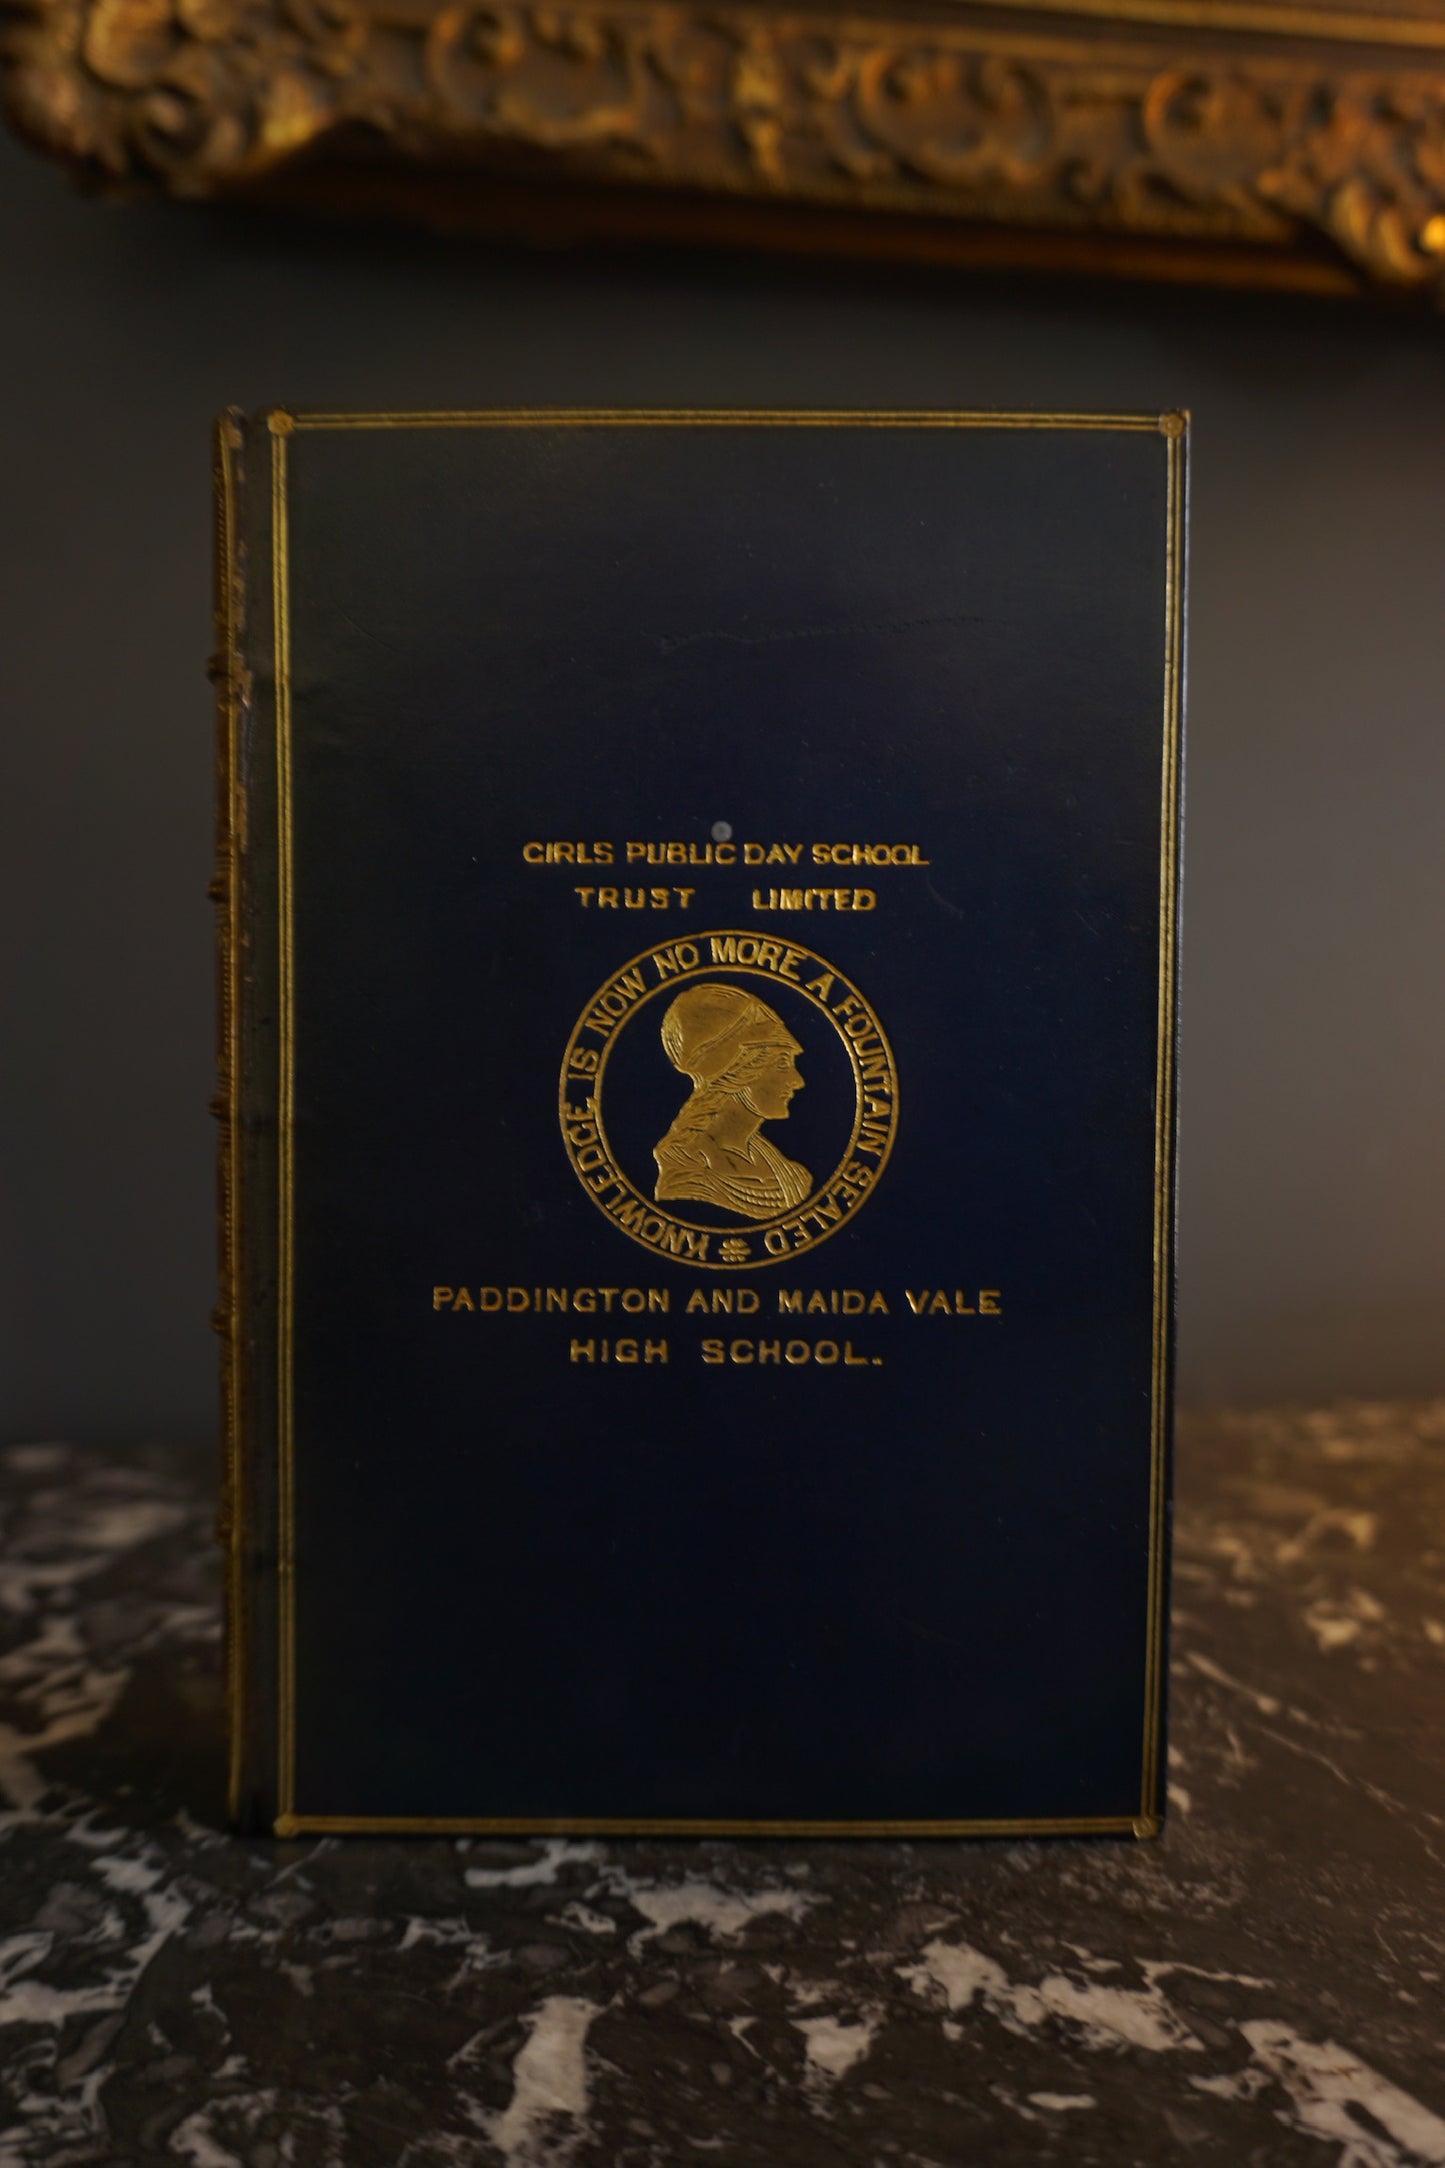 GIRLS PUBLIC DAY SCHOOL
TRUST LIMITED
KNOWLEDGE IS NOW NO MORE A FOUNTAIN SEALED
PADDINGTON AND MAIDA VALE
HIGH SCHOOL.